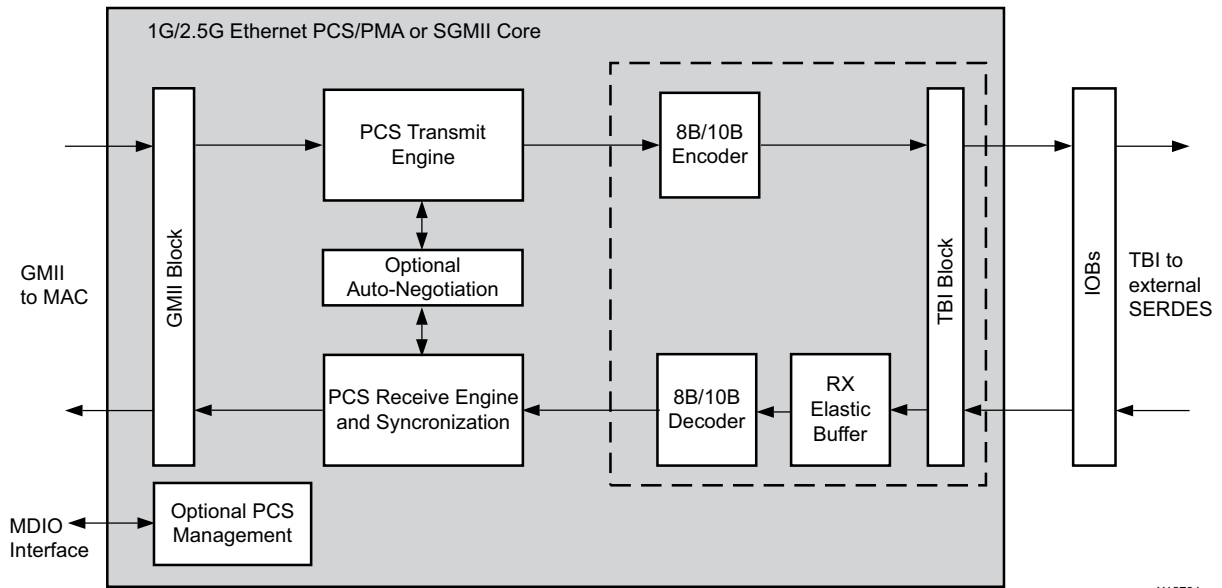 1G/2.5G Ethernet PCS/PMA or SGMII Core
GMII
to MAC
GMII Block
PCS Transmit
Engine
Optional
Auto-Negotiation
PCS Receive Engine
and Syncronization
8B/10B
Encoder
8B/10B
Decoder
RX
Elastic
Buffer
TBI Block
IOBs
TBI to
external
SERDES
MDIO
Interface
Optional PCS
Management